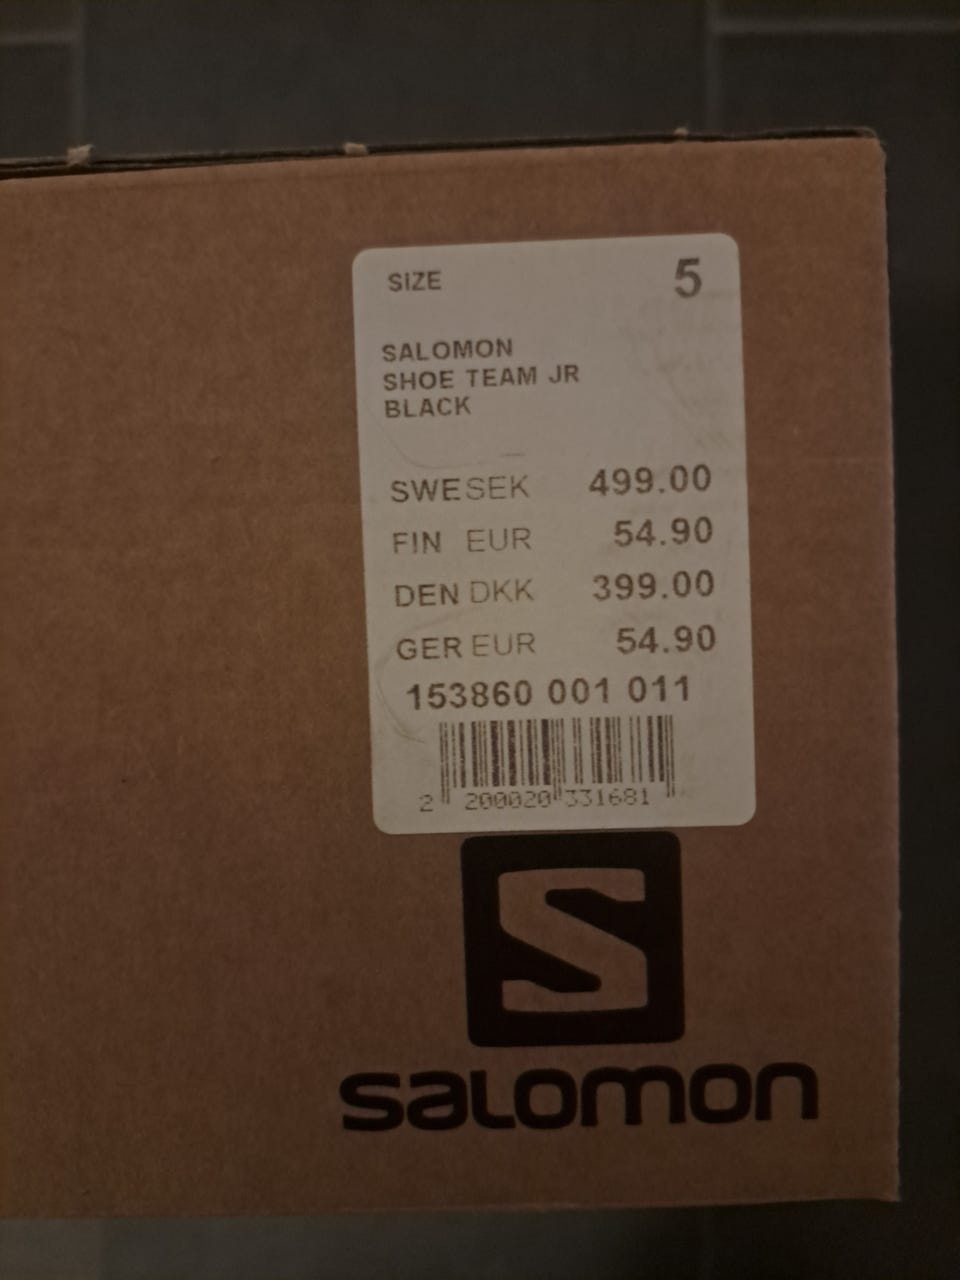 SIZE 5
SALOMON
SHOE TEAM JR
BLACK
SWE SEK 499.00
FIN EUR 54.90
DEN DKK 399.00
GER EUR 54.90
153860 001 011
2 200020 331681
S
salomon